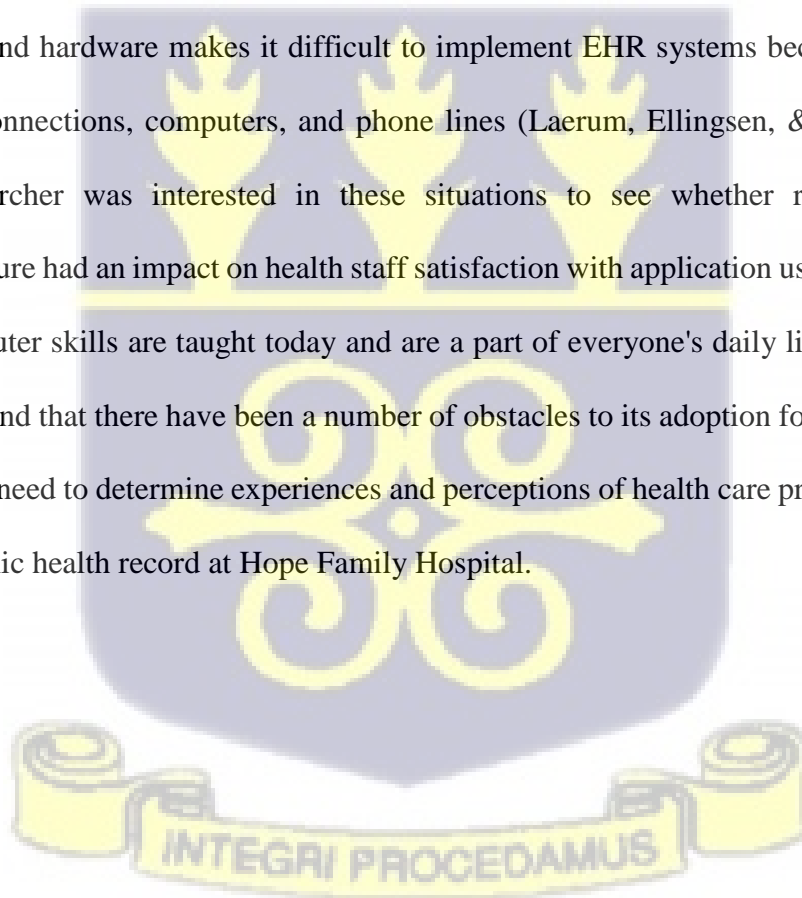 nd hardware makes it difficult to implement EHR systems bec
onnections, computers, and phone lines (Laerum, Ellingsen, &
rcher was interested in these situations to see whether r
ure had an impact on health staff satisfaction with application us
uter skills are taught today and are a part of everyone's daily li
nd that there have been a number of obstacles to its adoption fo
need to determine experiences and perceptions of health care pr
ic health record at Hope Family Hospital.
INTEGRI PROCEDAMUS